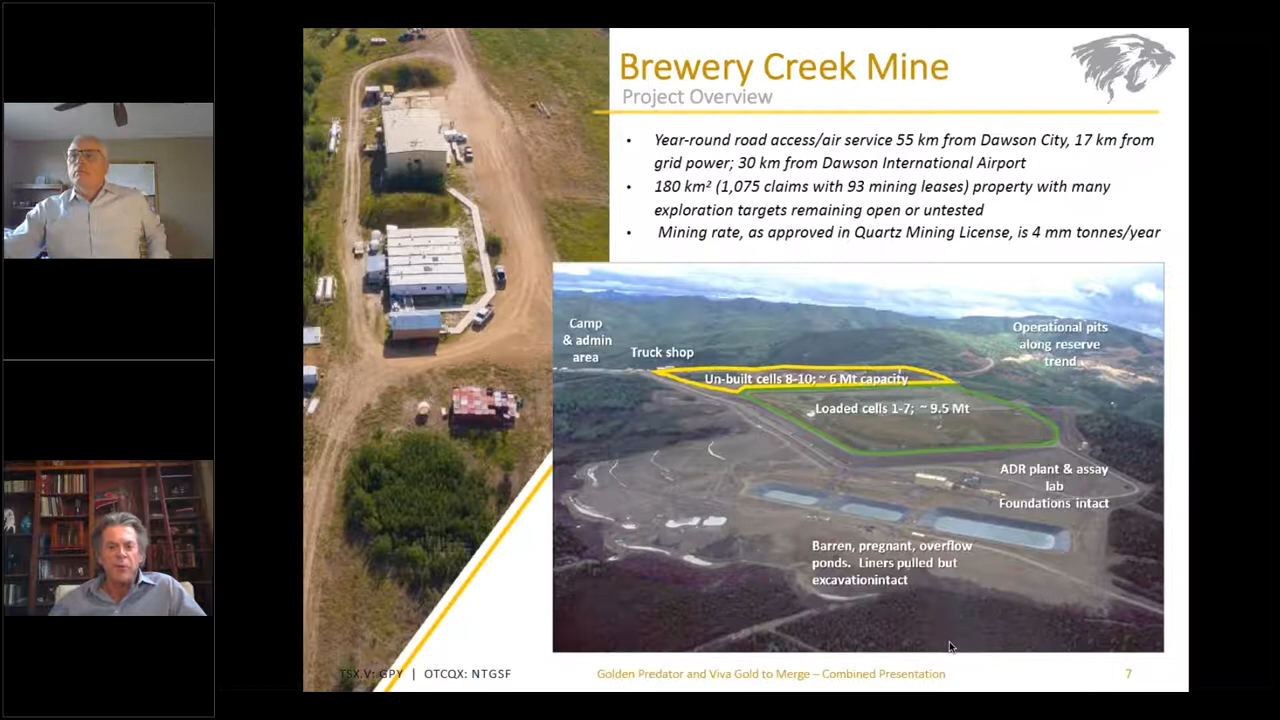 Brewery Creek Mine
Project Overview
• Year-round road access/air service 55 km from Dawson City, 17 km from
grid power; 30 km from Dawson International Airport
• 180 km² (1,075 claims with 93 mining leases) property with many
exploration targets remaining open or untested
• Mining rate, as approved in Quartz Mining License, is 4 mm tonnes/year
Camp
& admin
area
Truck shop
Operational pits
along reserve
trend
Un-built cells 8-10; ~ 6 Mt capacity
Loaded cells 1-7; ~ 9.5 Mt
ADR plant & assay
lab
Foundations intact
Barren, pregnant, overflow
ponds. Liners pulled but
excavationintact
TSX.V: GPY | OTCQX: NTGSF
Golden Predator and Viva Gold to Merge – Combined Presentation
7